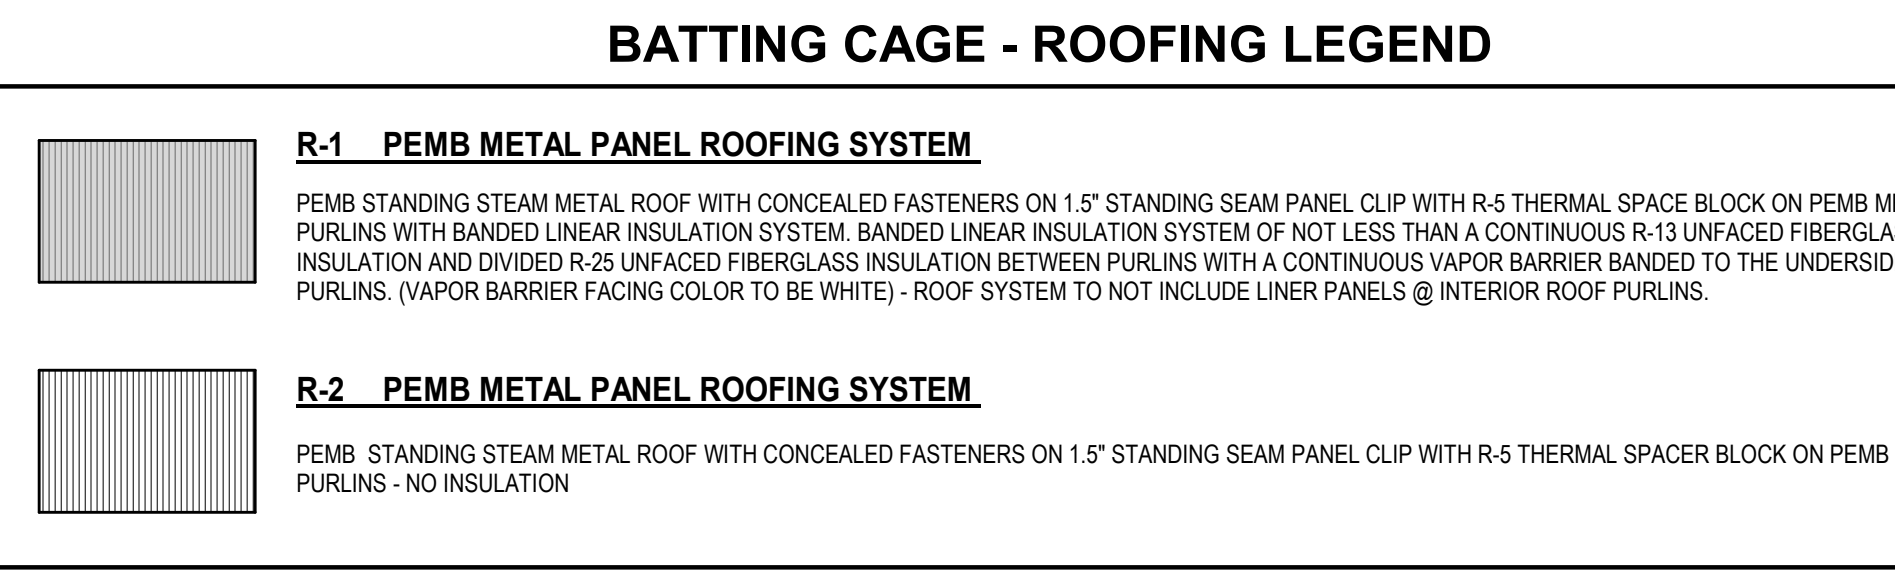 BATTING CAGE - ROOFING LEGEND
R-1 PEMB METAL PANEL ROOFING SYSTEM
PEMB STANDING STEAM METAL ROOF WITH CONCEALED FASTENERS ON 1.5" STANDING SEAM PANEL CLIP WITH R-5 THERMAL SPACE BLOCK ON PEMB
PURLINS WITH BANDED LINEAR INSULATION SYSTEM. BANDED LINEAR INSULATION SYSTEM OF NOT LESS THAN A CONTINUOUS R-13 UNFACED
INSULATION AND DIVIDED R-25 UNFACED FIBERGLASS INSULATION BETWEEN PURLINS WITH A CONTINUOUS VAPOR BARRIER BANDED TO THE
PURLINS. (VAPOR BARRIER FACING COLOR TO BE WHITE) - ROOF SYSTEM TO NOT INCLUDE LINER PANELS @ INTERIOR ROOF PURLINS.
R-2 PEMB METAL PANEL ROOFING SYSTEM
PEMB STANDING STEAM METAL ROOF WITH CONCEALED FASTENERS ON 1.5" STANDING SEAM PANEL CLIP WITH R-5 THERMAL SPACER BLOCK ON PEMB
PURLINS - NO INSULATION